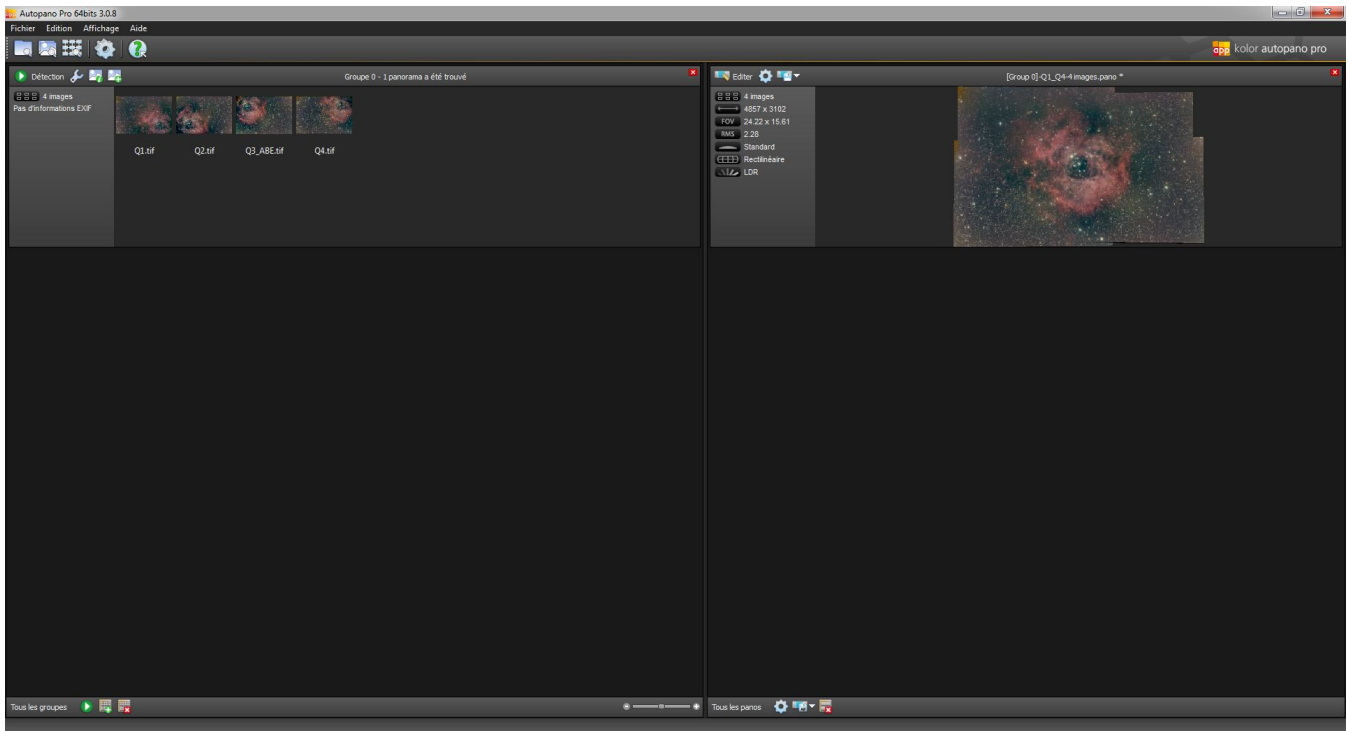 Autopano Pro 64bits 3.0.8
Fichier Edition Affichage Aide
app kolor autopano pro
Détection
Groupe 0 - 1 panorama a été trouvé
4 images
Pas d'informations EXIF
Q1.tif Q2.tif Q3_ABE.tif Q4.tif
Editer
[Group 0]-Q1_Q4-4 images.pano *
4 images
4857 x 3102
FOV 24.22 x 15.61
RMS 2.28
Standard
Rectilinéaire
LDR
Tous les groupes
Tous les panos